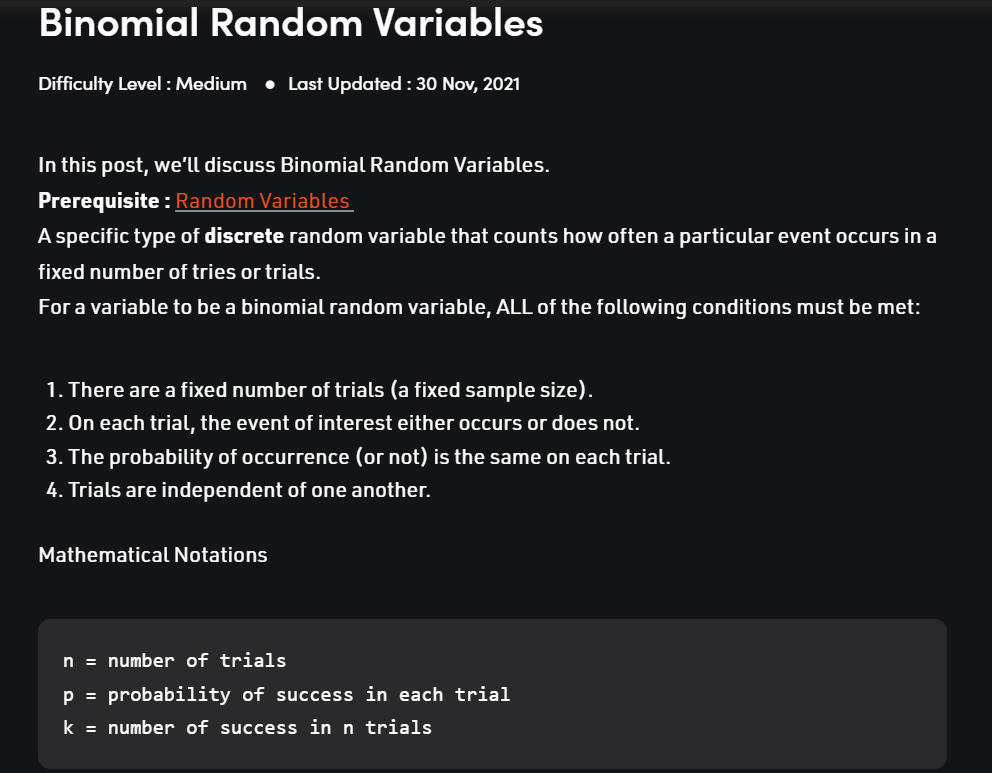 Binomial Random Variables
Difficulty Level : Medium ● Last Updated : 30 Nov, 2021
In this post, we'll discuss Binomial Random Variables.
Prerequisite : Random Variables
A specific type of discrete random variable that counts how often a particular event occurs in a
fixed number of tries or trials.
For a variable to be a binomial random variable, ALL of the following conditions must be met:
1. There are a fixed number of trials (a fixed sample size).
2. On each trial, the event of interest either occurs or does not.
3. The probability of occurrence (or not) is the same on each trial.
4. Trials are independent of one another.
Mathematical Notations
n = number of trials
p = probability of success in each trial
k = number of success in n trials